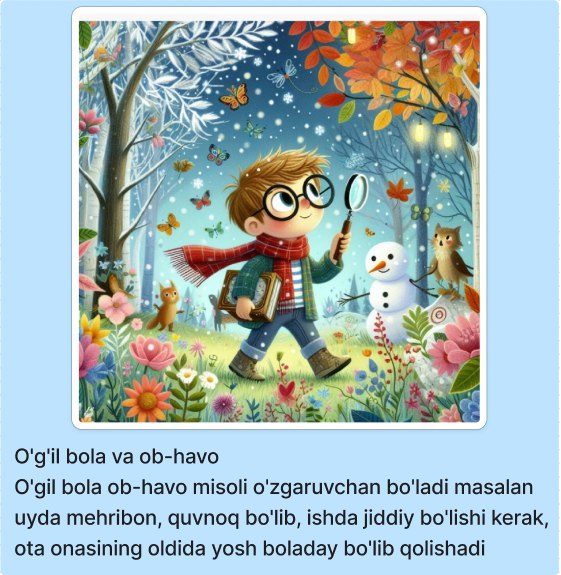 O'g'il bola va ob-havo
O'gil bola ob-havo misoli o'zgaruvchan bo'ladi masalan
uyda mehribon, quvnoq bo'lib, ishda jiddiy bo'lishi kerak,
ota onasining oldida yosh boladay bo'lib qolishadi